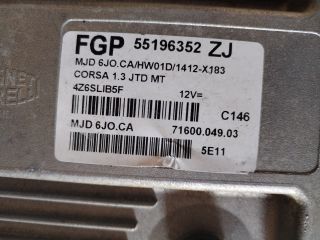 FGP 55196352 ZJ
MJD 6JO.CA/HW01D/1412-X183
CORSA 1.3 JTD MT
4Z6SLIB5F 12V=
C146
MJD 6JO.CA 71600.049.03
5E11